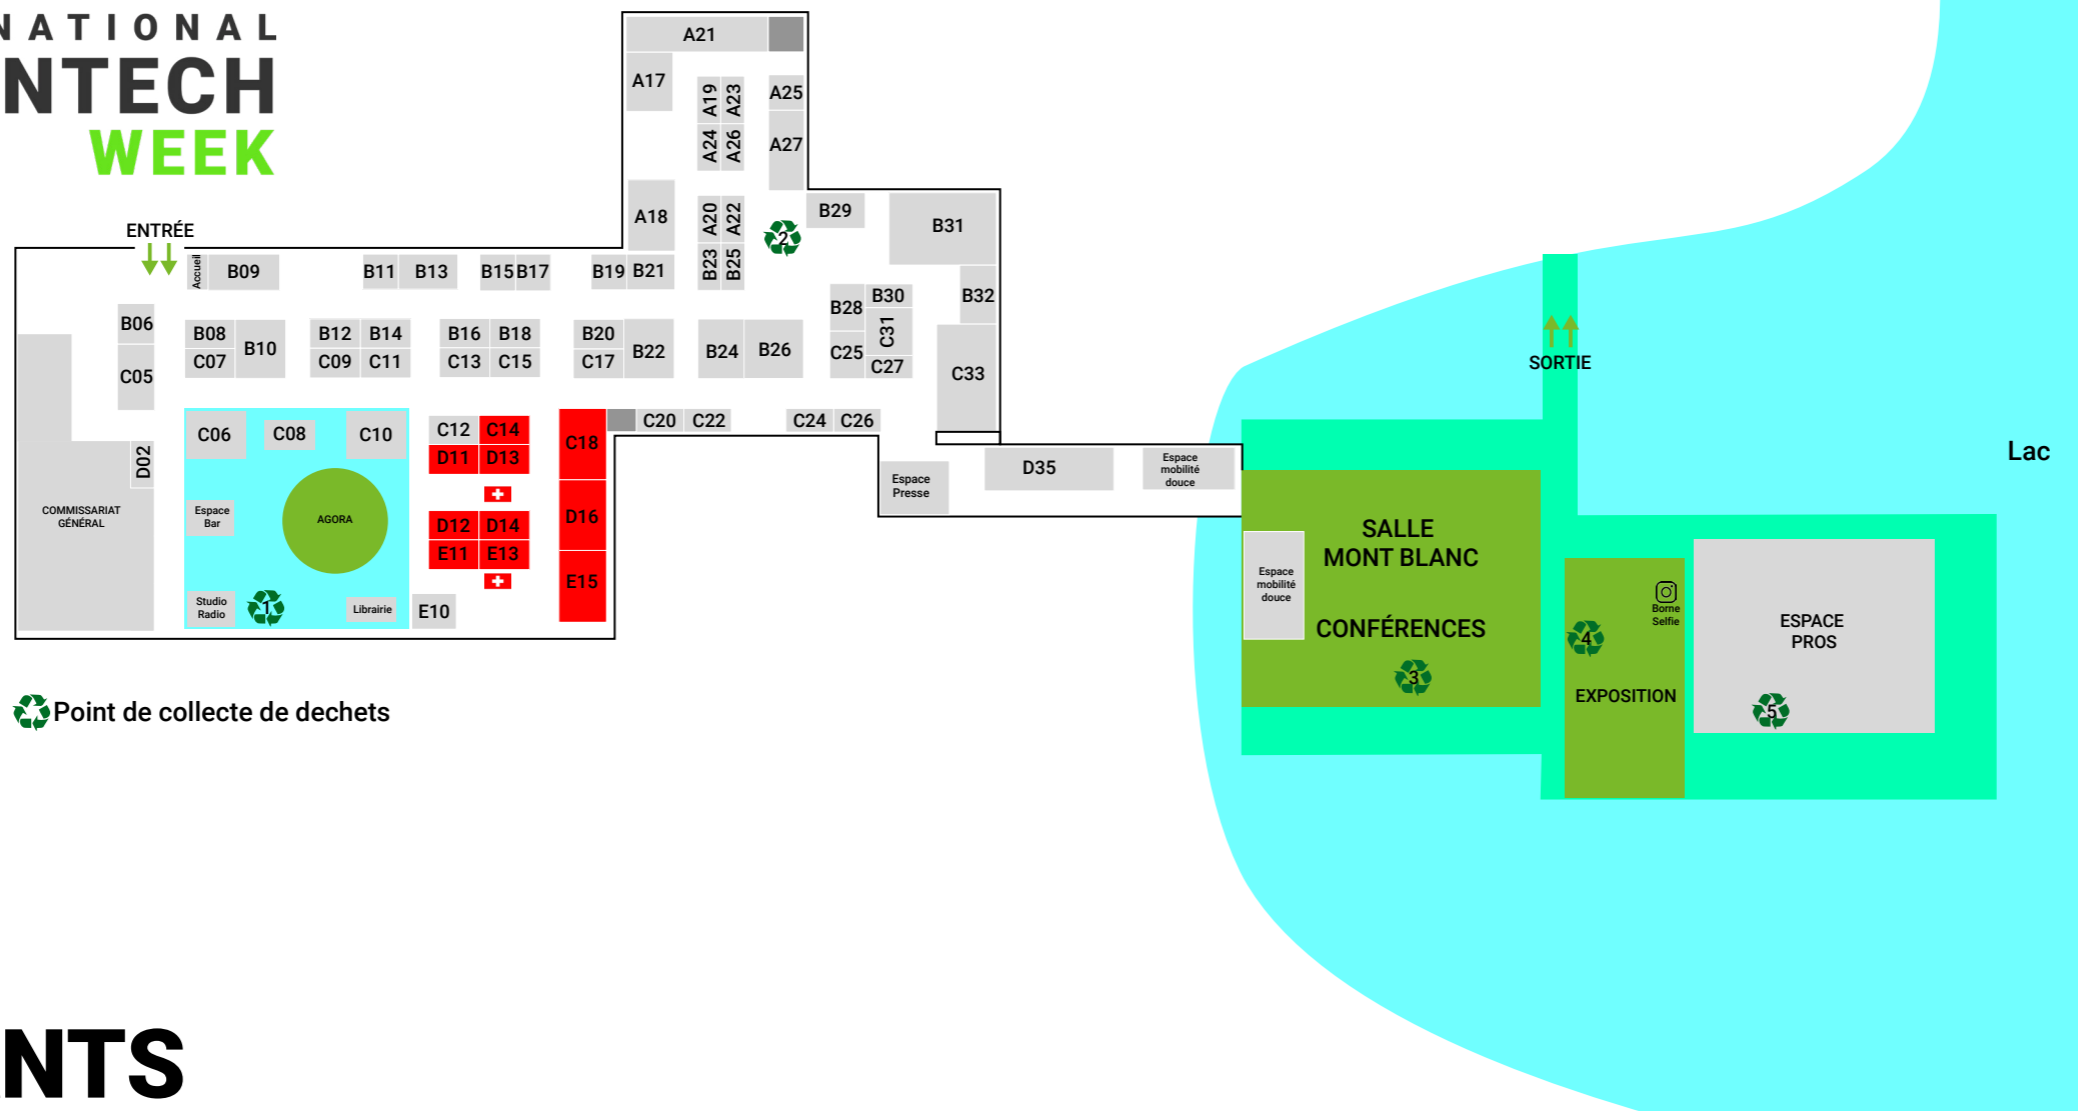 NATIONAL
NTECH
WEEK
A21
A17
A19
A23
A25
A24
A26
A27
A18
A20
A22
2
B29
B31
ENTRÉE
Accueil
B09
B11
B13
B15
B17
B19
B21
B23
B25
B32
B28
B30
C31
B06
B08
B10
B12
B14
B16
B18
B20
B22
B24
B26
C05
C07
C09
C11
C13
C15
C17
C25
C27
C33
SORTIE
C06
C08
C10
C12
C14
C18
C20
C22
C24
C26
D02
D11
D13
Espace
Presse
D35
Espace
mobilité
douce
Lac
COMMISSARIAT
GÉNÉRAL
Espace
Bar
AGORA
D12
D14
D16
E11
E13
E15
Studio
Radio
1
Librairie
E10
SALLE
MONT BLANC
Espace
mobilité
douce
CONFÉRENCES
3
Borne
Selfie
4
EXPOSITION
ESPACE
PROS
5
Point de collecte de dechets
NTS